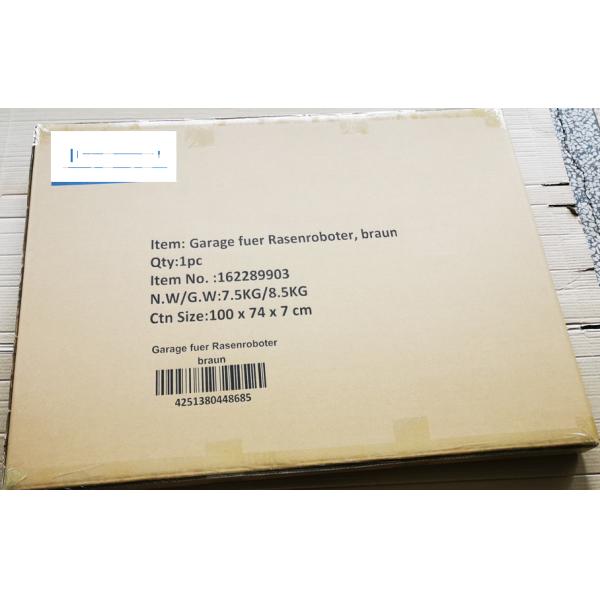 Item: Garage fuer Rasenroboter, braun
Qty:1pc
Item No. :162289903
N.W/G.W:7.5KG/8.5KG
Ctn Size:100 x 74 x 7 cm
Garage fuer Rasenroboter
braun
4251380448685